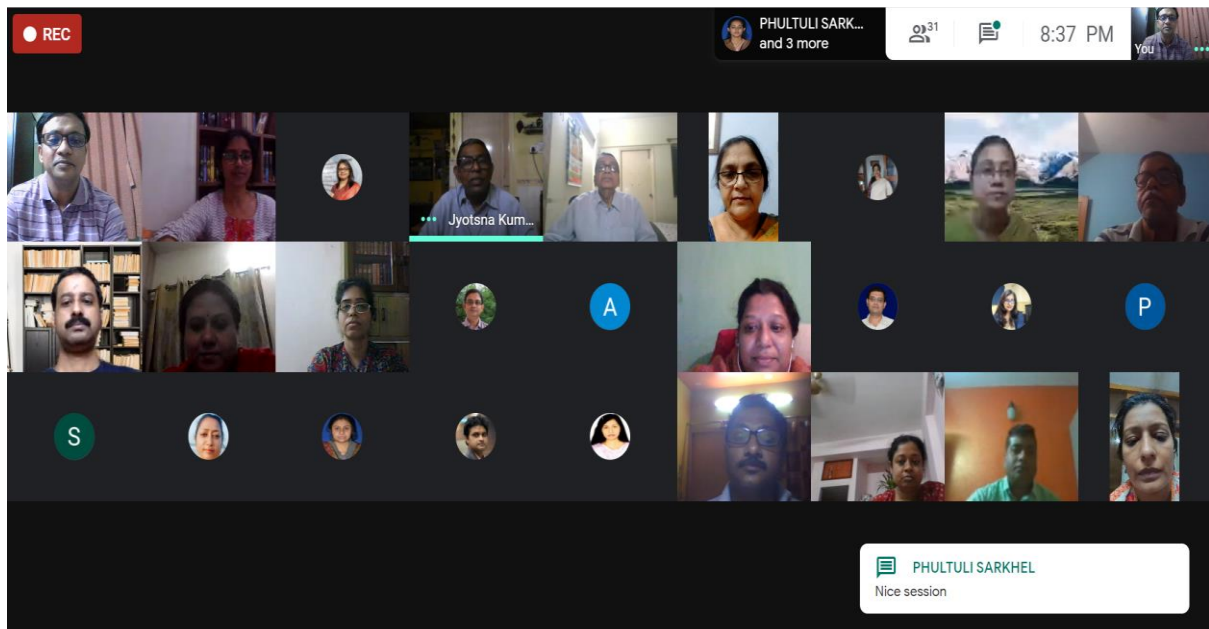 REC
PHULTULI SARK...
and 3 more
31
8:37 PM
You
Jyotsna Kum...
A
P
S
PHULTULI SARKHEL
Nice session